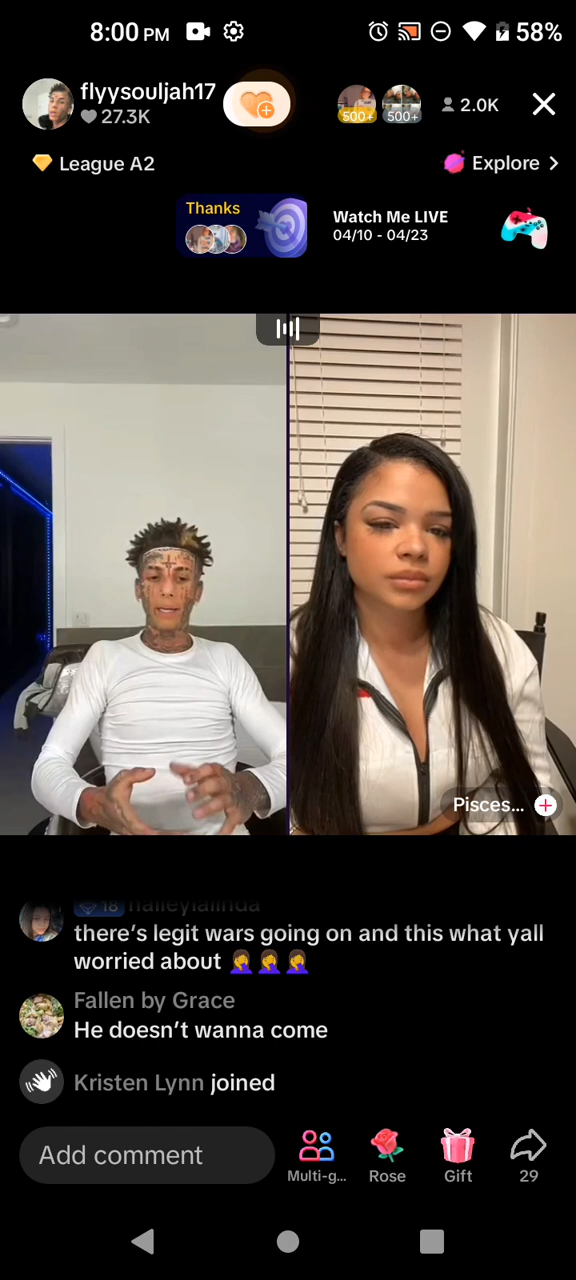 8:00 PM
58%
flyysouljah17
27.3K
500+
500+
2.0K
League A2
Explore >
Thanks
Watch Me LIVE
04/10 - 04/23
Pisces...
18 haileylalinda
there's legit wars going on and this what yall
worried about 🤦‍♀️🤦‍♀️🤦‍♀️
Fallen by Grace
He doesn't wanna come
Kristen Lynn joined
Add comment
Multi-g...
Rose
Gift
29